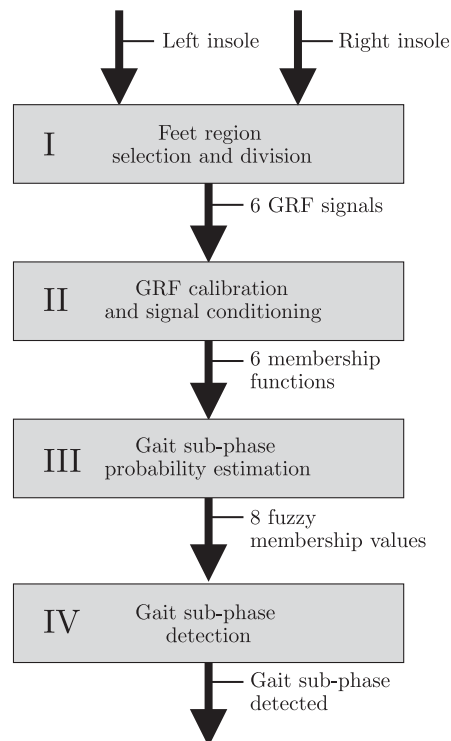 Left insole
Right insole
I
Feet region
selection and division
6 GRF signals
II
GRF calibration
and signal conditioning
6 membership
functions
III
Gait sub-phase
probability estimation
8 fuzzy
membership values
IV
Gait sub-phase
detection
Gait sub-phase
detected